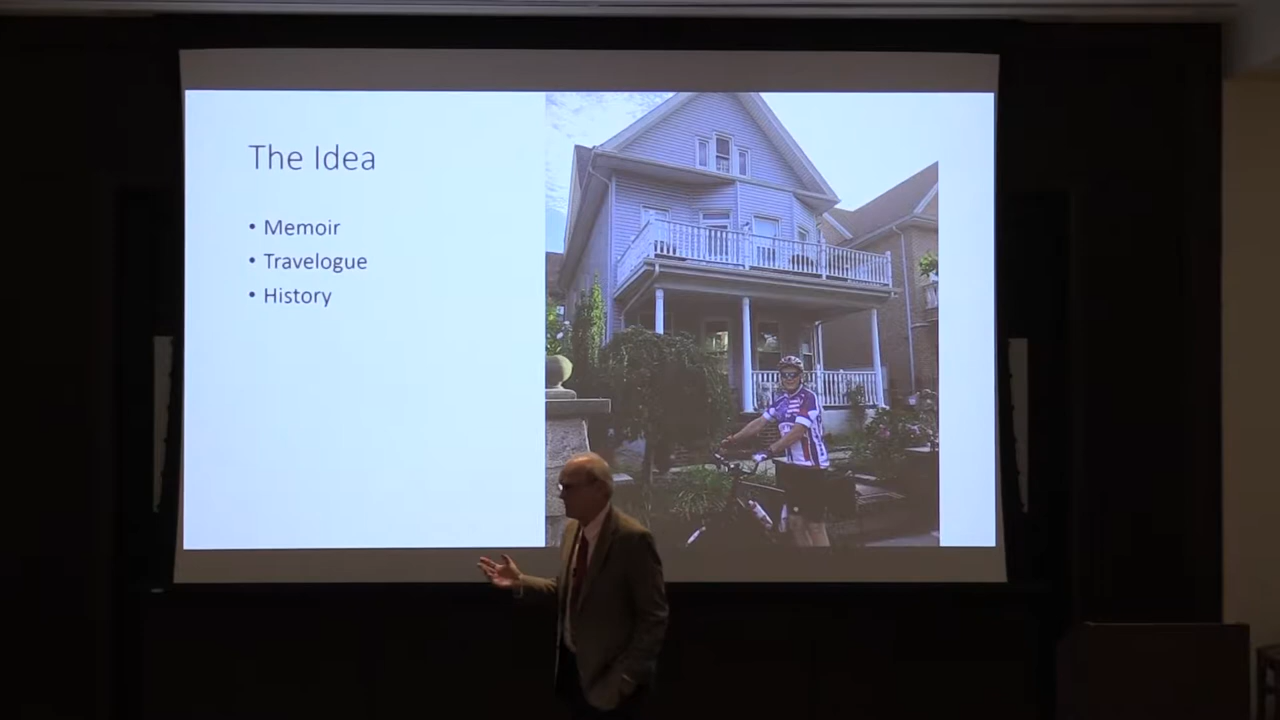 The Idea
• Memoir
• Travelogue
• History